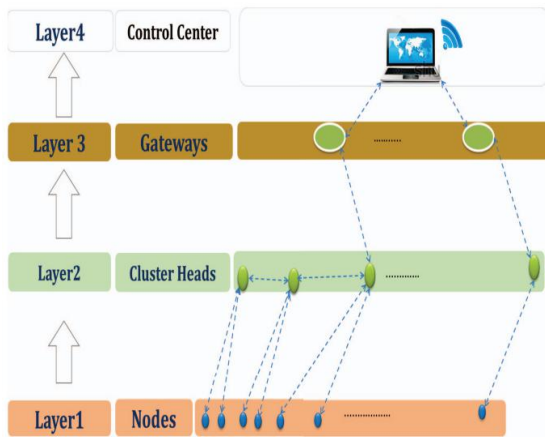 Layer4 Control Center
Layer 3 Gateways ...........
Layer2 Cluster Heads .............
Layer1 Nodes ..................